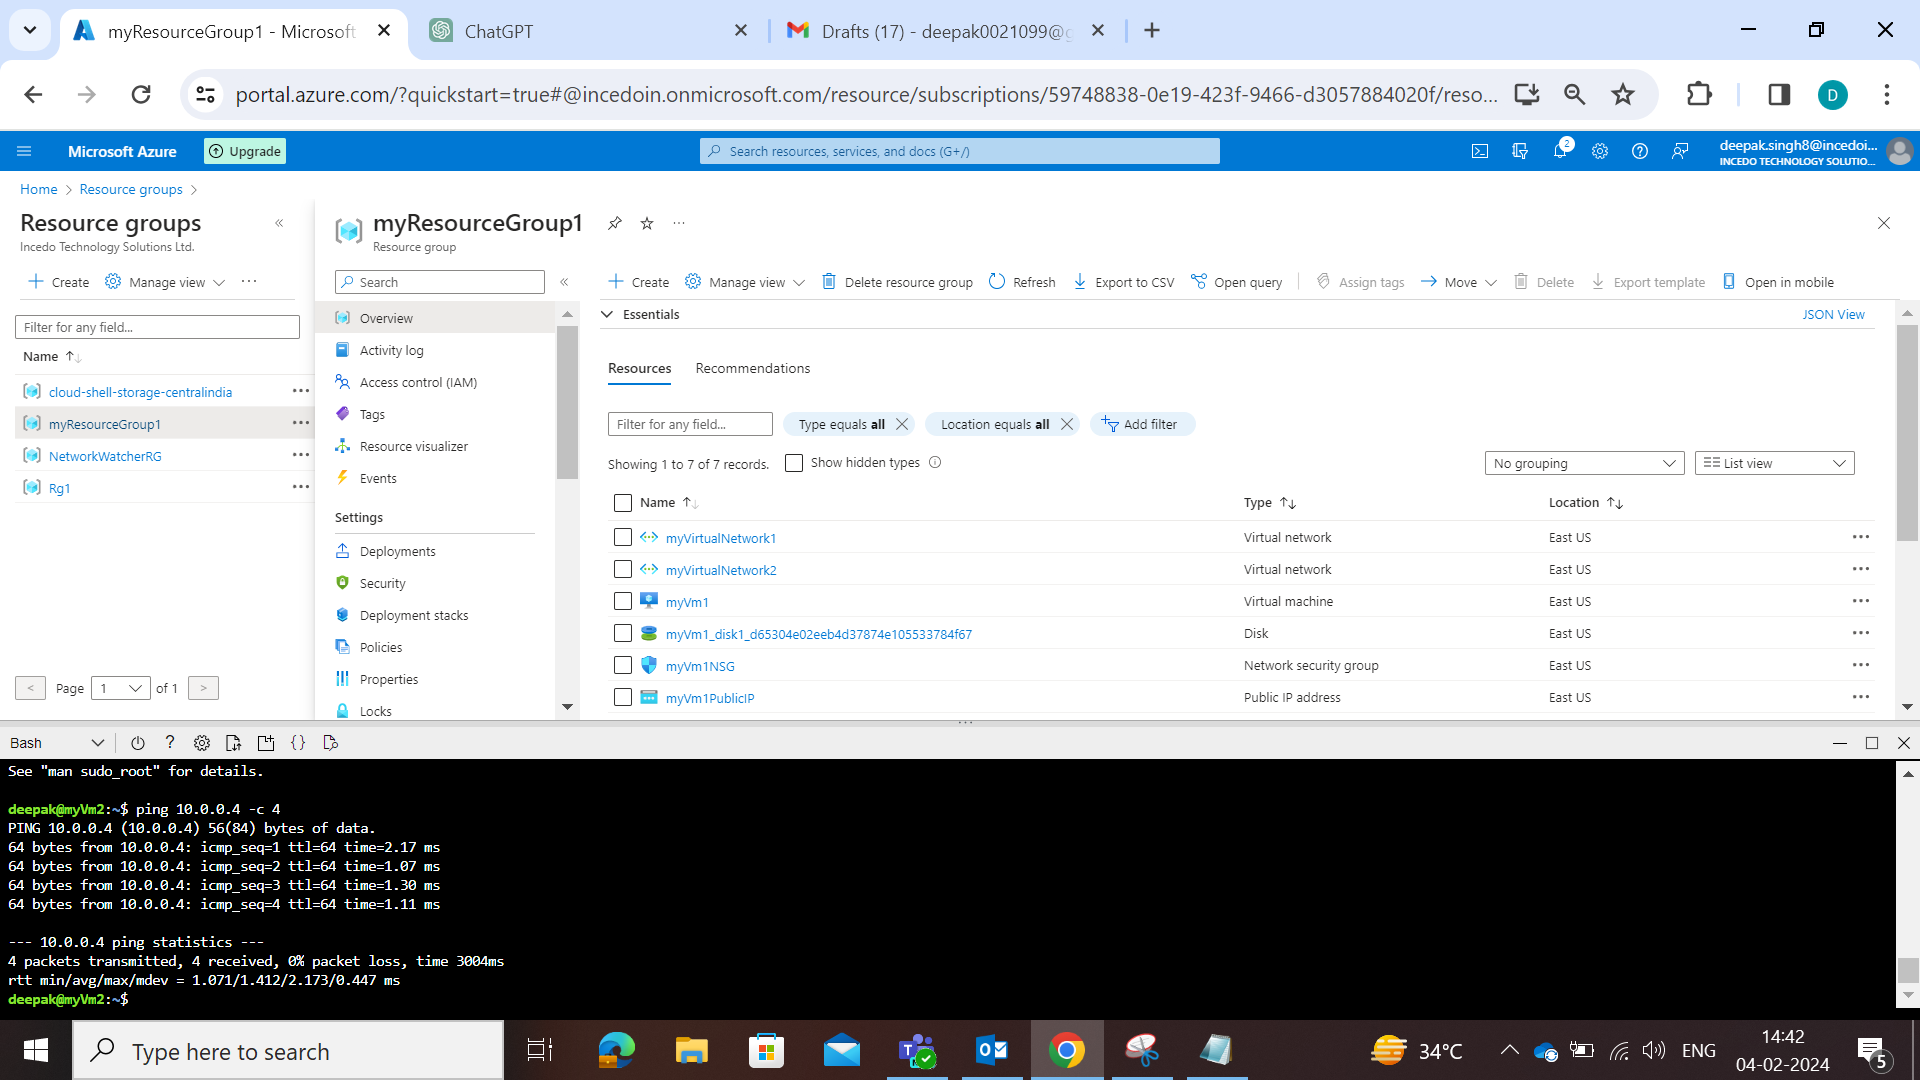 myResourceGroup1 - Microsoft
ChatGPT
Drafts (17) - deepak0021099@g
portal.azure.com/?quickstart=true#@incedoin.onmicrosoft.com/resource/subscriptions/59748838-0e19-423f-9466-d3057884020f/reso...
D
Microsoft Azure
Upgrade
Search resources, services, and docs (G+/)
2
deepak.singh8@incedoi...
INCEDO TECHNOLOGY SOLUTIO...
Home > Resource groups >
Resource groups
Incedo Technology Solutions Ltd.
Create Manage view ...
Filter for any field...
Name
cloud-shell-storage-centralindia ...
myResourceGroup1 ...
NetworkWatcherRG ...
Rg1 ...
< Page 1 of 1 >
myResourceGroup1
Resource group
Search
Overview
Activity log
Access control (IAM)
Tags
Resource visualizer
Events
Settings
Deployments
Security
Deployment stacks
Policies
Properties
Locks
Create Manage view Delete resource group Refresh Export to CSV Open query Assign tags Move Delete Export template Open in mobile
Essentials JSON View
Resources Recommendations
Filter for any field... Type equals all Location equals all Add filter
Showing 1 to 7 of 7 records. Show hidden types No grouping List view
Name Type Location
myVirtualNetwork1 Virtual network East US ...
myVirtualNetwork2 Virtual network East US ...
myVm1 Virtual machine East US ...
myVm1_disk1_d65304e02eeb4d37874e105533784f67 Disk East US ...
myVm1NSG Network security group East US ...
myVm1PublicIP Public IP address East US ...
Bash ? {}
See "man sudo_root" for details.
deepak@myVm2:~$ ping 10.0.0.4 -c 4
PING 10.0.0.4 (10.0.0.4) 56(84) bytes of data.
64 bytes from 10.0.0.4: icmp_seq=1 ttl=64 time=2.17 ms
64 bytes from 10.0.0.4: icmp_seq=2 ttl=64 time=1.07 ms
64 bytes from 10.0.0.4: icmp_seq=3 ttl=64 time=1.30 ms
64 bytes from 10.0.0.4: icmp_seq=4 ttl=64 time=1.11 ms
--- 10.0.0.4 ping statistics ---
4 packets transmitted, 4 received, 0% packet loss, time 3004ms
rtt min/avg/max/mdev = 1.071/1.412/2.173/0.447 ms
deepak@myVm2:~$
Type here to search
34°C
ENG
14:42
04-02-2024
5